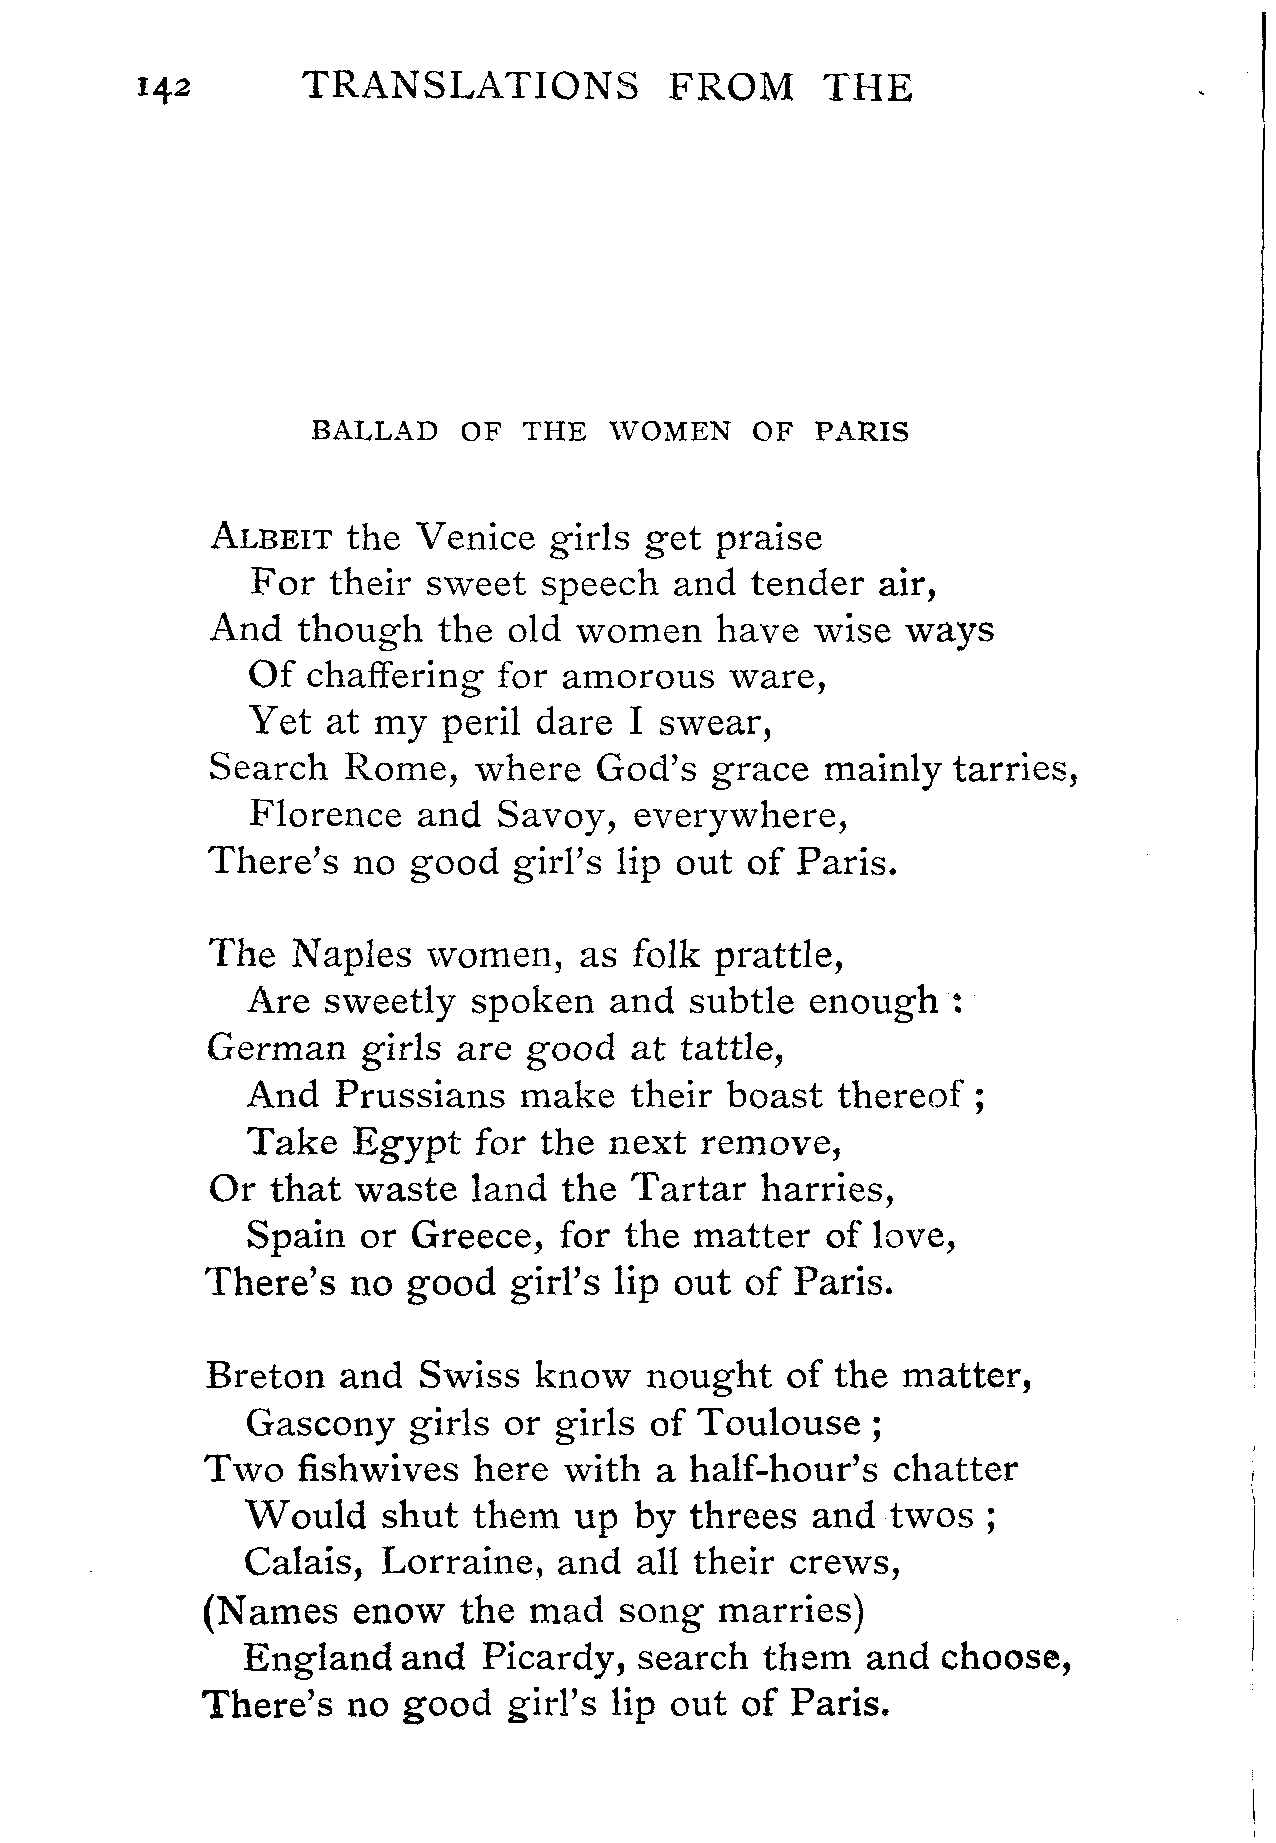 142 TRANSLATIONS FROM THE
BALLAD OF THE WOMEN OF PARIS
ALBEIT the Venice girls get praise
For their sweet speech and tender air,
And though the old women have wise ways
Of chaffering for amorous ware,
Yet at my peril dare I swear,
Search Rome, where God's grace mainly tarries,
Florence and Savoy, everywhere,
There's no good girl's lip out of Paris.
The Naples women, as folk prattle,
Are sweetly spoken and subtle enough :
German girls are good at tattle,
And Prussians make their boast thereof ;
Take Egypt for the next remove,
Or that waste land the Tartar harries,
Spain or Greece, for the matter of love,
There's no good girl's lip out of Paris.
Breton and Swiss know nought of the matter,
Gascony girls or girls of Toulouse ;
Two fishwives here with a half-hour's chatter
Would shut them up by threes and twos ;
Calais, Lorraine, and all their crews,
(Names enow the mad song marries)
England and Picardy, search them and choose,
There's no good girl's lip out of Paris.